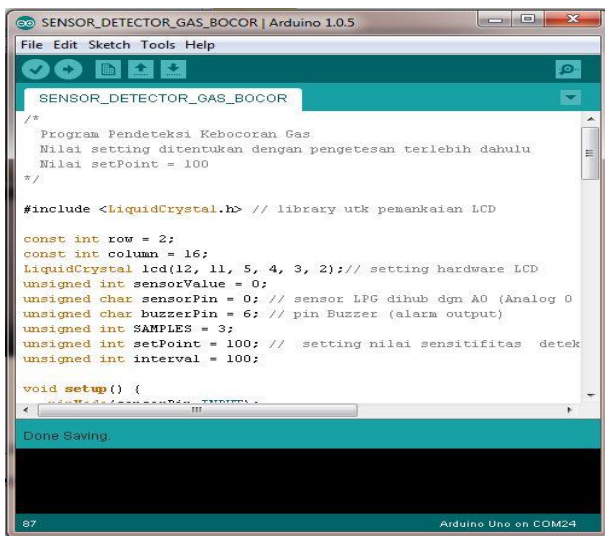 SENSOR_DETECTOR_GAS_BOCOR | Arduino 1.0.5
File Edit Sketch Tools Help
SENSOR_DETECTOR_GAS_BOCOR
/*
Program Pendeteksi Kebocoran Gas
Nilai setting ditentukan dengan pengetesan terlebih dahulu
Nilai setPoint = 100
*/
#include <LiquidCrystal.h> // library utk pemankaian LCD
const int row = 2;
const int column = 16;
LiquidCrystal lcd(12, 11, 5, 4, 3, 2);// setting hardware LCD
unsigned int sensorValue = 0;
unsigned char sensorPin = 0; // sensor LPG dihub dgn A0 (Analog 0
unsigned char buzzerPin = 6; // pin Buzzer (alarm output)
unsigned int SAMPLES = 3;
unsigned int setPoint = 100; // setting nilai sensitifitas detek
unsigned int interval = 100;
void setup() {
Done Saving.
87
Arduino Uno on COM24